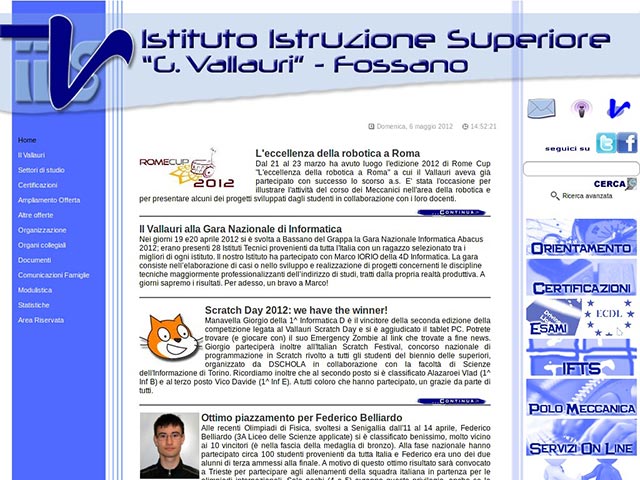 iis
Istituto Istruzione Superiore
“G. Vallauri” - Fossano
Domenica, 6 maggio 2012 14:52:21
Home
Il Vallauri
Settori di studio
Certificazioni
Ampliamento Offerta
Altre offerte
Organizzazione
Organi collegiali
Documenti
Comunicazioni Famiglie
Modulistica
Statistiche
Area Riservata
ROMECUP
2012
L'eccellenza della robotica a Roma
Dal 21 al 23 marzo ha avuto luogo l'edizione 2012 di Rome Cup
"L'eccellenza della robotica a Roma" a cui il Vallauri aveva già
partecipato con successo lo scorso a.s. E' stata l'occasione per
illustrare l'attività del corso dei Meccanici nell'area della robotica e
per presentare alcuni dei progetti sviluppati dagli studenti in collaborazione con i loro docenti.
...Continua
Il Vallauri alla Gara Nazionale di Informatica
Nei giorni 19 e20 aprile 2012 si è svolta a Bassano del Grappa la Gara Nazionale Informatica Abacus
2012; erano presenti 28 Istituti Tecnici provenienti da tutta l'Italia con un ragazzo selezionato tra i
migliori di ogni istituto. Il nostro Istituto ha partecipato con Marco IORIO della 4D Informatica. La gara
consiste nell'elaborazione di casi o nello sviluppo e realizzazione di progetti concernenti le discipline
tecniche maggiormente professionalizzanti dell'indirizzo di studi, tratti dalla propria realtà produttiva. A
giorni sapremo i risultati. Per adesso, un bravo a Marco!
Scratch Day 2012: we have the winner!
Manavella Giorgio della 1^ Informatica D è il vincitore della seconda edizione della
competizione legata al Vallauri Scratch Day e si è aggiudicato il tablet PC. Potrete
trovare (e giocare con) il suo Emergency Zombie al link che trovate a fine news.
Giorgio parteciperà inoltre all'Italian Scratch Festival, concorso nazionale di
programmazione in Scratch rivolto a tutti gli studenti del biennio delle superiori,
organizzato da DSCHOLA in collaborazione con la facoltà di Scienze
dell'Informazione di Torino. Ricordiamo inoltre che al secondo posto si è classificato Alazaroei Vlad (1^
Inf B) e al terzo posto Vico Davide (1^ Inf E). A tutti coloro che hanno partecipato, un grazie da parte di
tutti.
...Continua
Ottimo piazzamento per Federico Belliardo
Alle recenti Olimpiadi di Fisica, svoltesi a Senigallia dall'11 al 14 aprile, Federico
Belliardo (3A Liceo delle Scienze applicate) si è classificato benissimo, molto vicino
ai 10 vincitori (è nella fascia della medaglia di bronzo). Alla fase nazionale hanno
partecipato circa 100 studenti provenienti da tutta Italia e Federico era uno dei due
alunni di terza ammessi alla finale. A motivo di questo ottimo risultato sarà convocato
a Trieste per partecipare agli allenamenti della squadra italiana in partenza per le
seguici su
CERCA
Ricerca avanzata
Orientamento
Certificazioni
Esami
ECDL
IFTS
Polo Meccanica
Servizi On Line